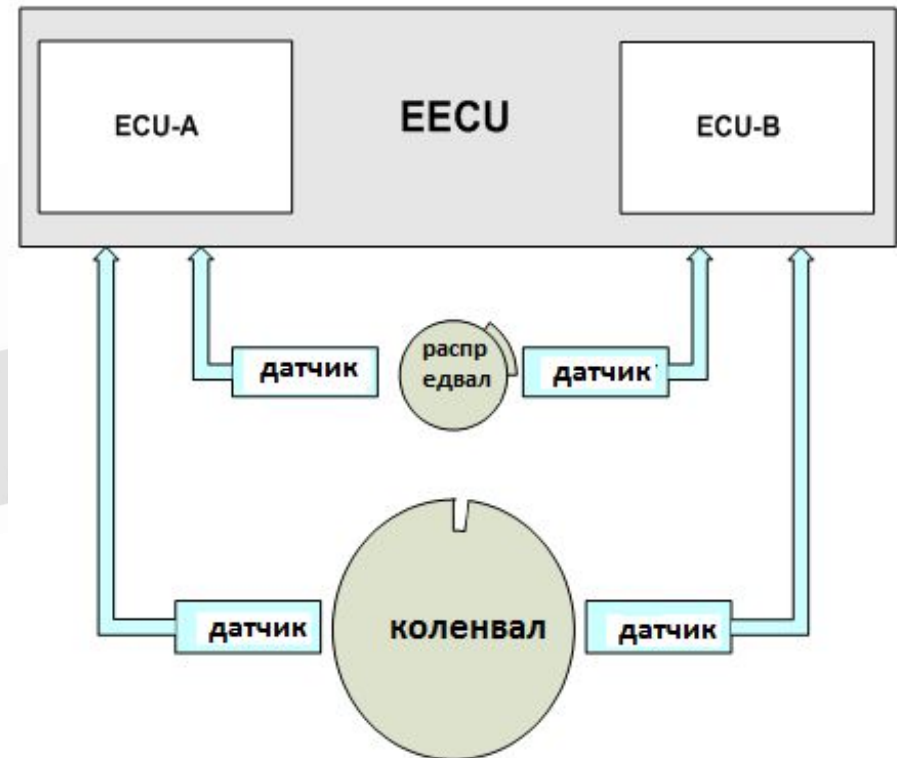 ECU-A
EECU
ECU-B
датчик
распр
едвал
датчик
датчик
коленвал
датчик